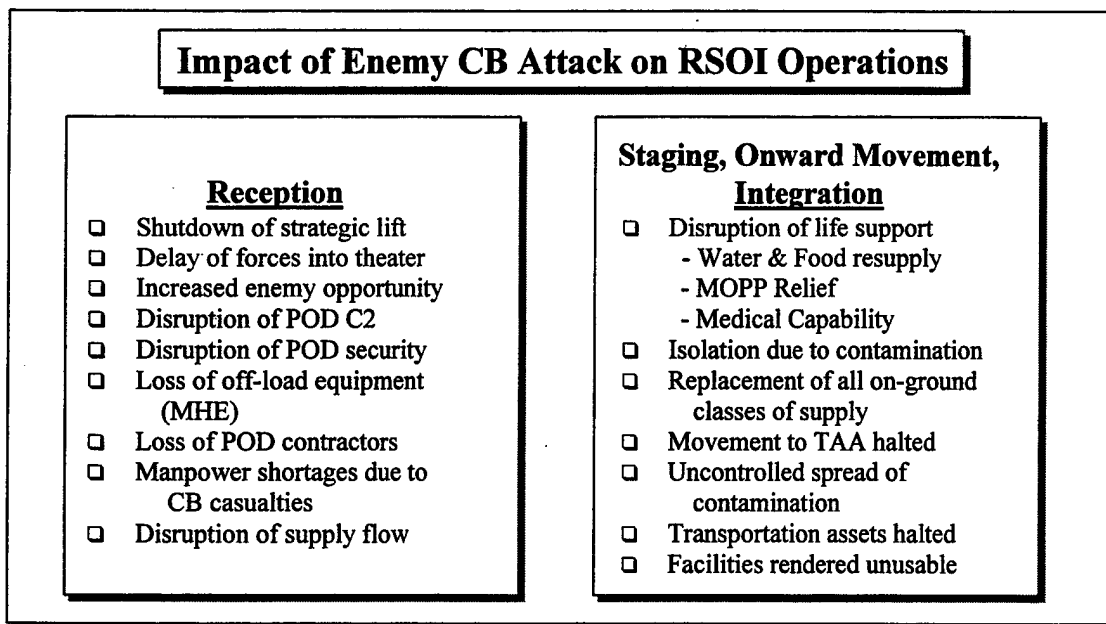 Impact of Enemy CB Attack on RSOI Operations
Reception
❑ Shutdown of strategic lift
❑ Delay of forces into theater
❑ Increased enemy opportunity
❑ Disruption of POD C2
❑ Disruption of POD security
❑ Loss of off-load equipment
(MHE)
❑ Loss of POD contractors
❑ Manpower shortages due to
CB casualties
❑ Disruption of supply flow
Staging, Onward Movement,
Integration
❑ Disruption of life support
- Water & Food resupply
- MOPP Relief
- Medical Capability
❑ Isolation due to contamination
❑ Replacement of all on-ground
classes of supply
❑ Movement to TAA halted
❑ Uncontrolled spread of
contamination
❑ Transportation assets halted
❑ Facilities rendered unusable